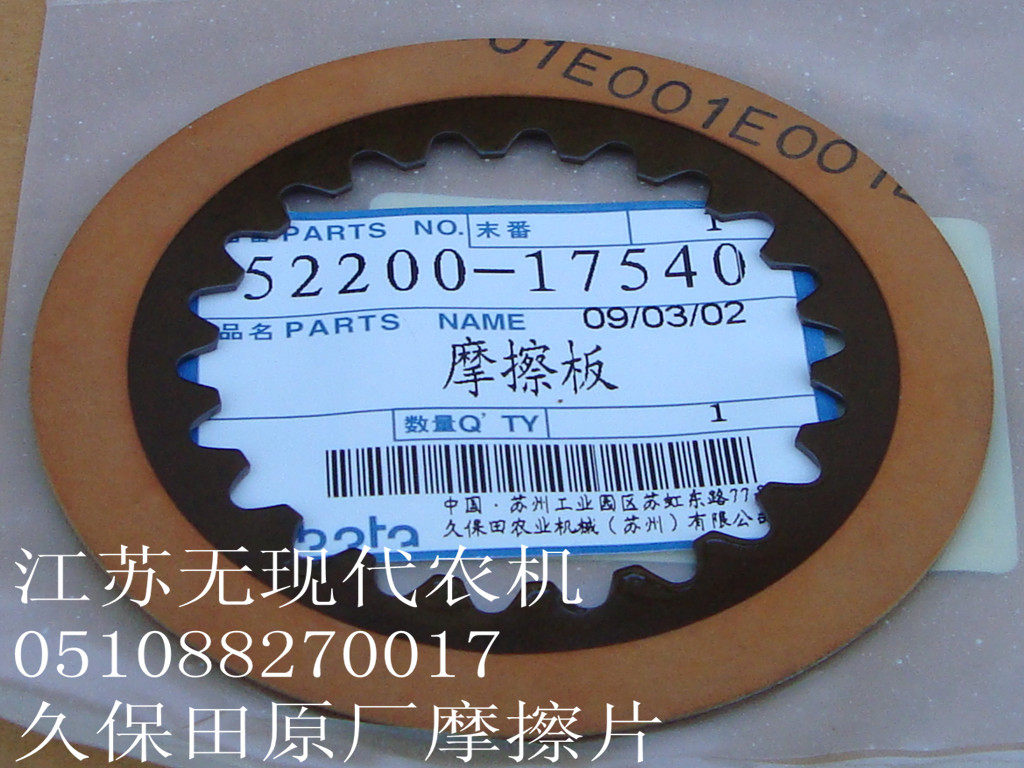 01E001E001E
PARTS NO. 末番 1
52200-17540
品名 PARTS NAME 09/03/02
摩擦板
数量Q'TY 1
中国·苏州工业园区苏虹东路77
久保田农业机械(苏州)有限公司
bota
江苏无现代农机
051088270017
久保田原厂摩擦片